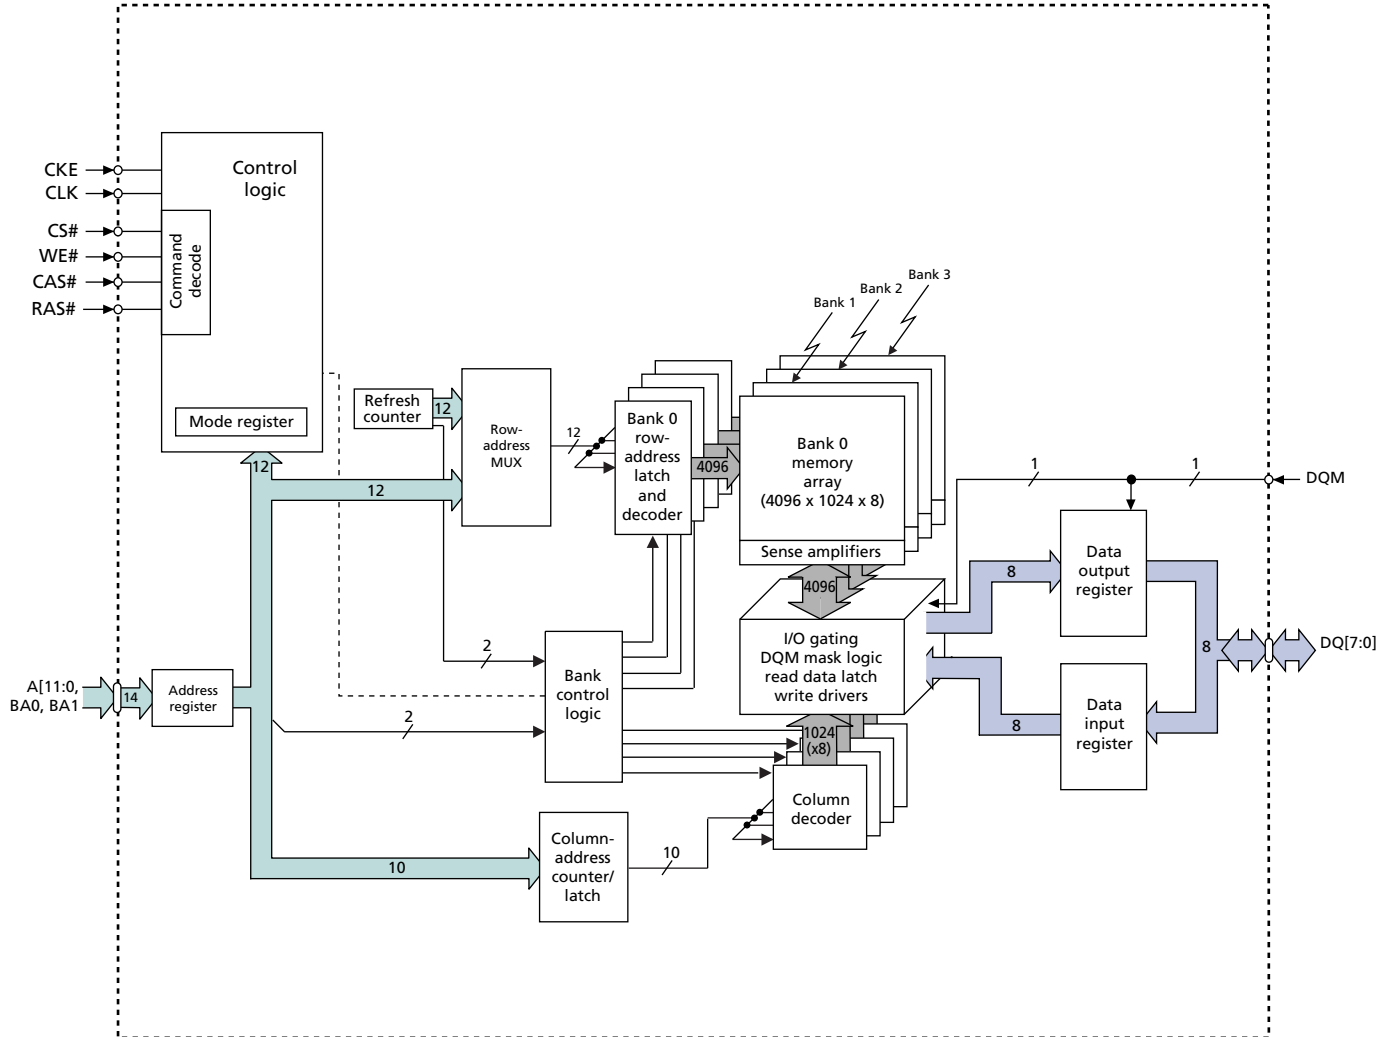 Control
logic
CKE
CLK
CS#
WE#
CAS#
RAS#
Command
decode
Mode register
12
Bank 3
Bank 2
Bank 1
Refresh
counter
12
12
Row-
address
MUX
12
Bank 0
row-
address
latch
and
decoder
4096
Bank 0
memory
array
(4096 x 1024 x 8)
Sense amplifiers
4096
1
1
DQM
Data
output
register
8
I/O gating
DQM mask logic
read data latch
write drivers
8
DQ[7:0]
Data
input
register
8
2
Bank
control
logic
A[11:0,
BA0, BA1
14
Address
register
2
1024
(x8)
Column
decoder
10
Column-
address
counter/
latch
10